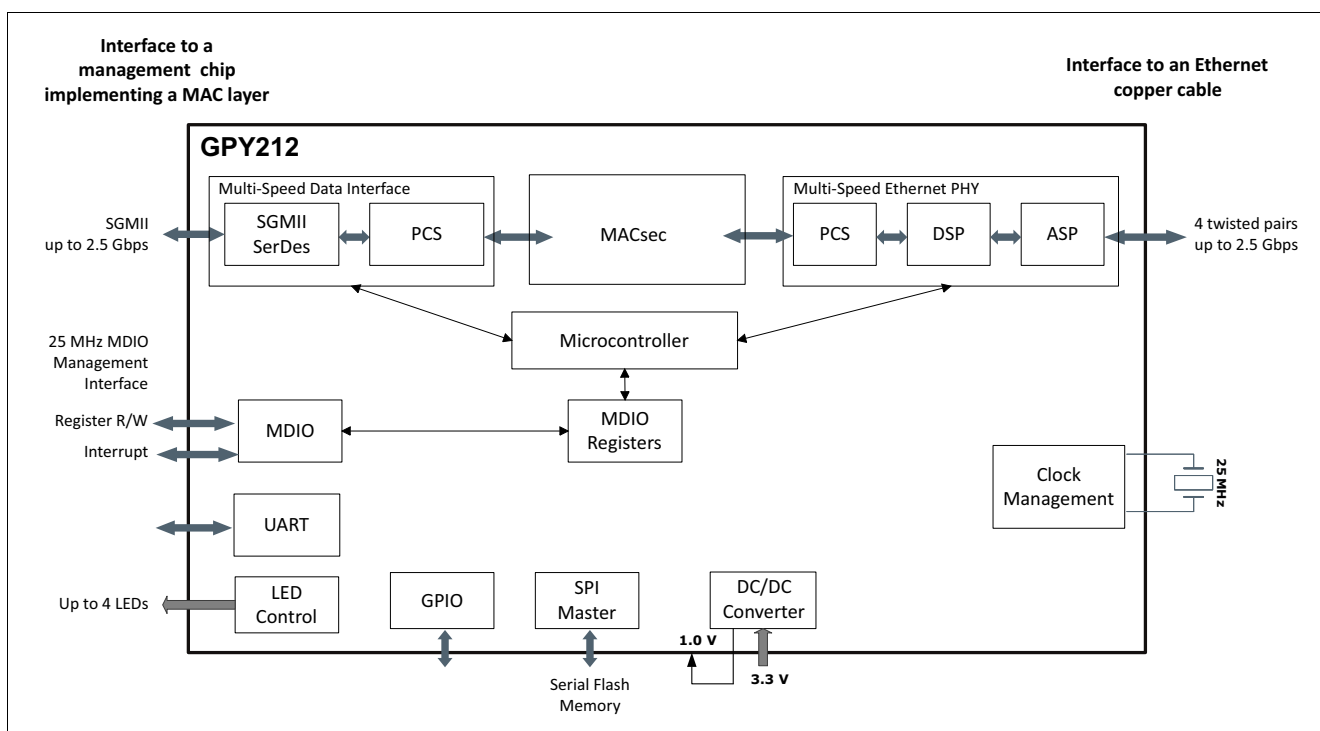 Interface to a
management chip
implementing a MAC layer
Interface to an Ethernet
copper cable
GPY212
Multi-Speed Data Interface
SGMII
SerDes
PCS
MACsec
Multi-Speed Ethernet PHY
PCS
DSP
ASP
SGMII
up to 2.5 Gbps
4 twisted pairs
up to 2.5 Gbps
Microcontroller
25 MHz MDIO
Management
Interface
Register R/W
Interrupt
MDIO
MDIO
Registers
Clock
Management
25 MHz
UART
Up to 4 LEDs
LED
Control
GPIO
SPI
Master
DC/DC
Converter
1.0 V
3.3 V
Serial Flash
Memory